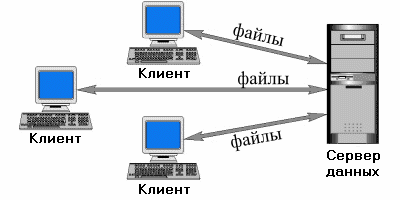 файлы
Клиент
файлы
Клиент
файлы
Клиент
Сервер
данных